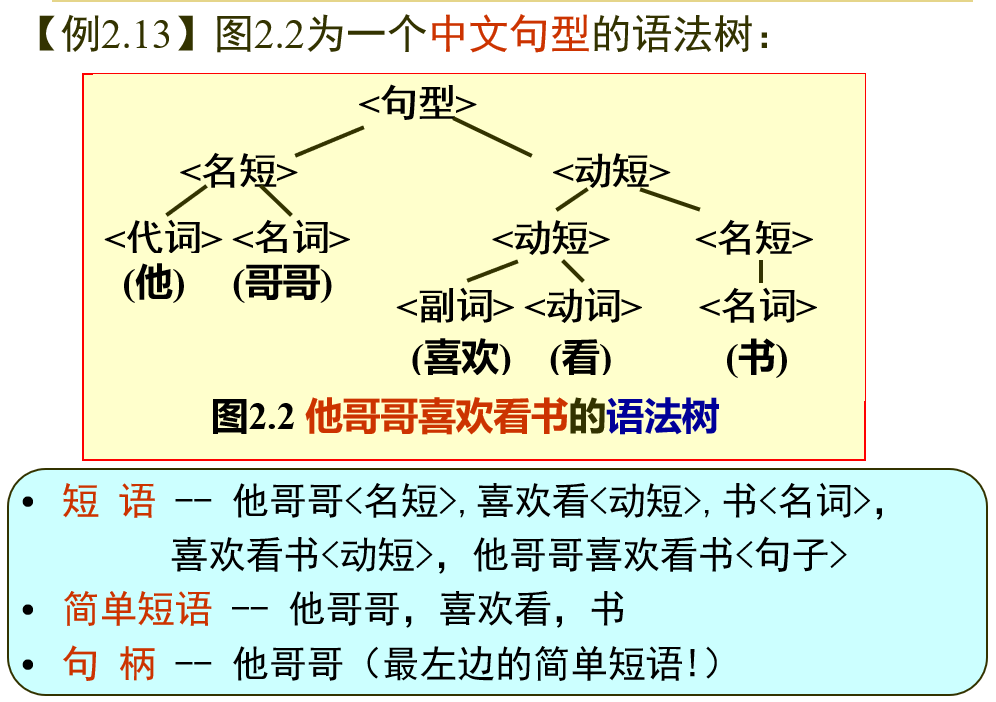 【例2.13】图2.2为一个中文句型的语法树：
<句型>
<名短> <动短>
<代词> <名词> <动短> <名短>
(他) (哥哥)
<副词> <动词> <名词>
(喜欢) (看) (书)
图2.2 他哥哥喜欢看书的语法树
• 短 语 -- 他哥哥<名短>,喜欢看<动短>,书<名词>，
喜欢看书<动短>，他哥哥喜欢看书<句子>
• 简单短语 -- 他哥哥，喜欢看，书
• 句 柄 -- 他哥哥（最左边的简单短语!）